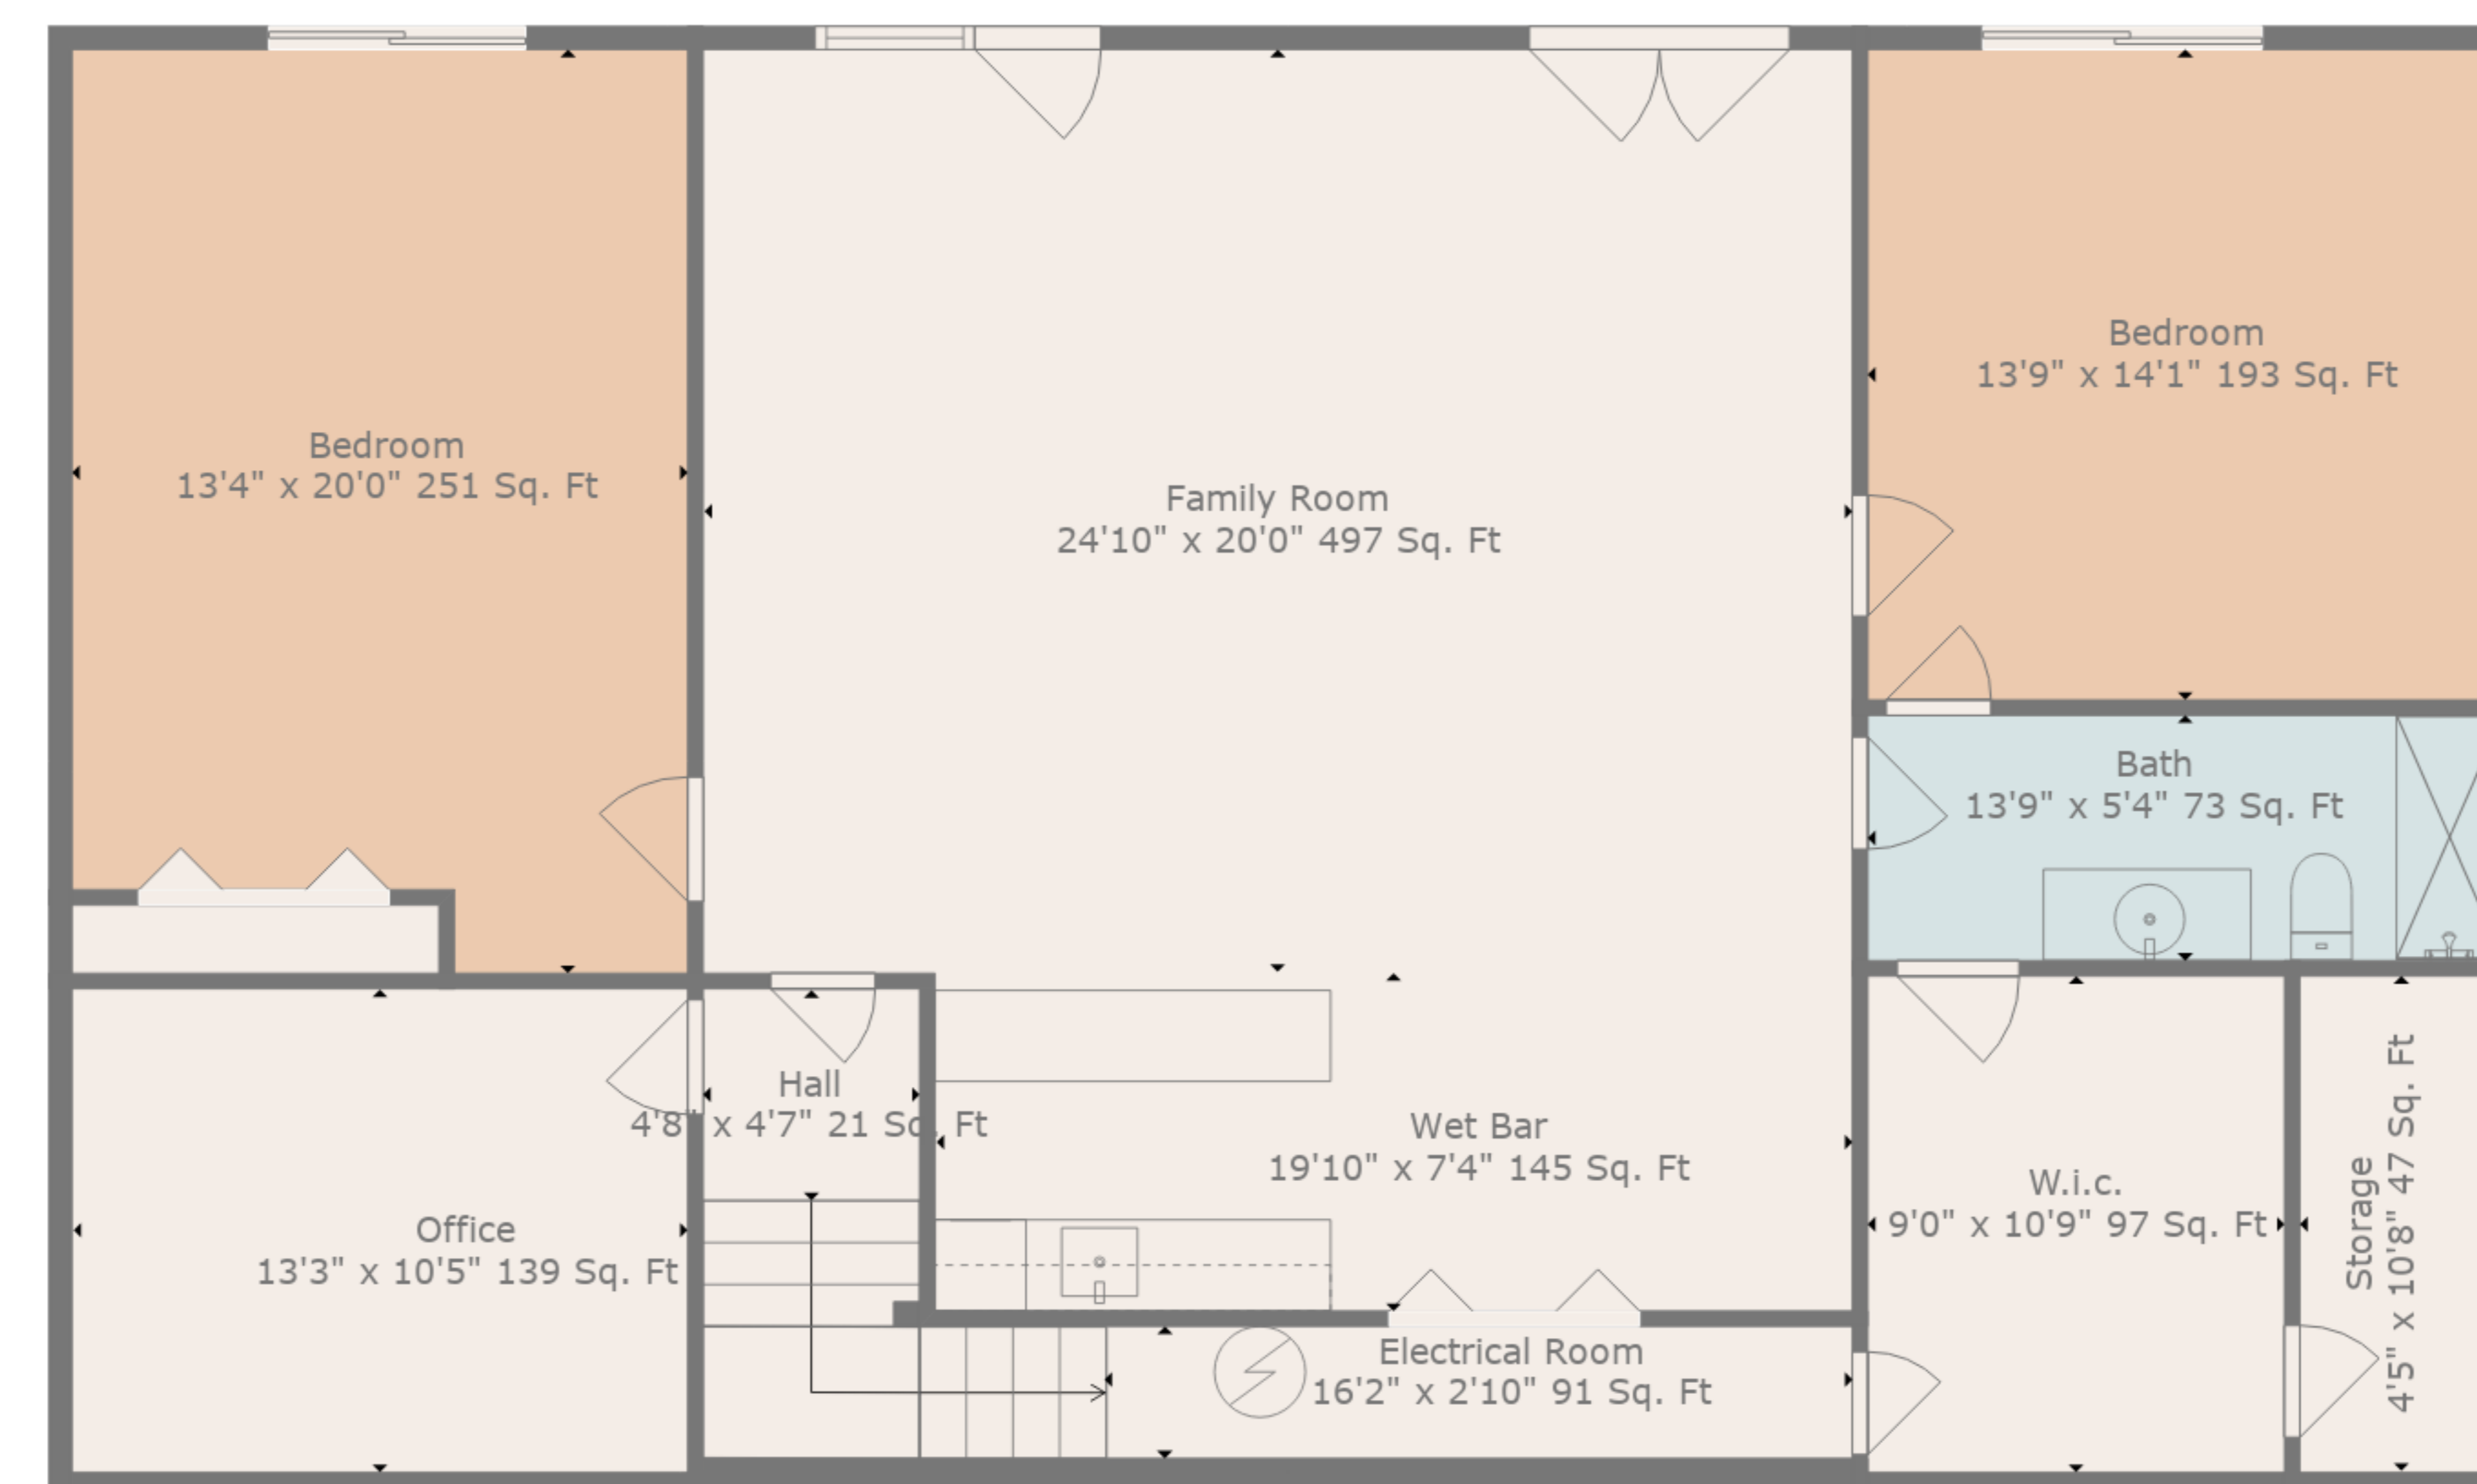 Bedroom
13'9" x 14'1" 193 Sq. Ft
Bedroom
13'4" x 20'0" 251 Sq. Ft
Family Room
24'10" x 20'0" 497 Sq. Ft
Bath
13'9" x 5'4" 73 Sq. Ft
Hall
4'8" x 4'7" 21 Sq. Ft
Wet Bar
19'10" x 7'4" 145 Sq. Ft
W.i.c.
9'0" x 10'9" 97 Sq. Ft
Storage
4'5" x 10'8" 47 Sq. Ft
Office
13'3" x 10'5" 139 Sq. Ft
Electrical Room
16'2" x 2'10" 91 Sq. Ft